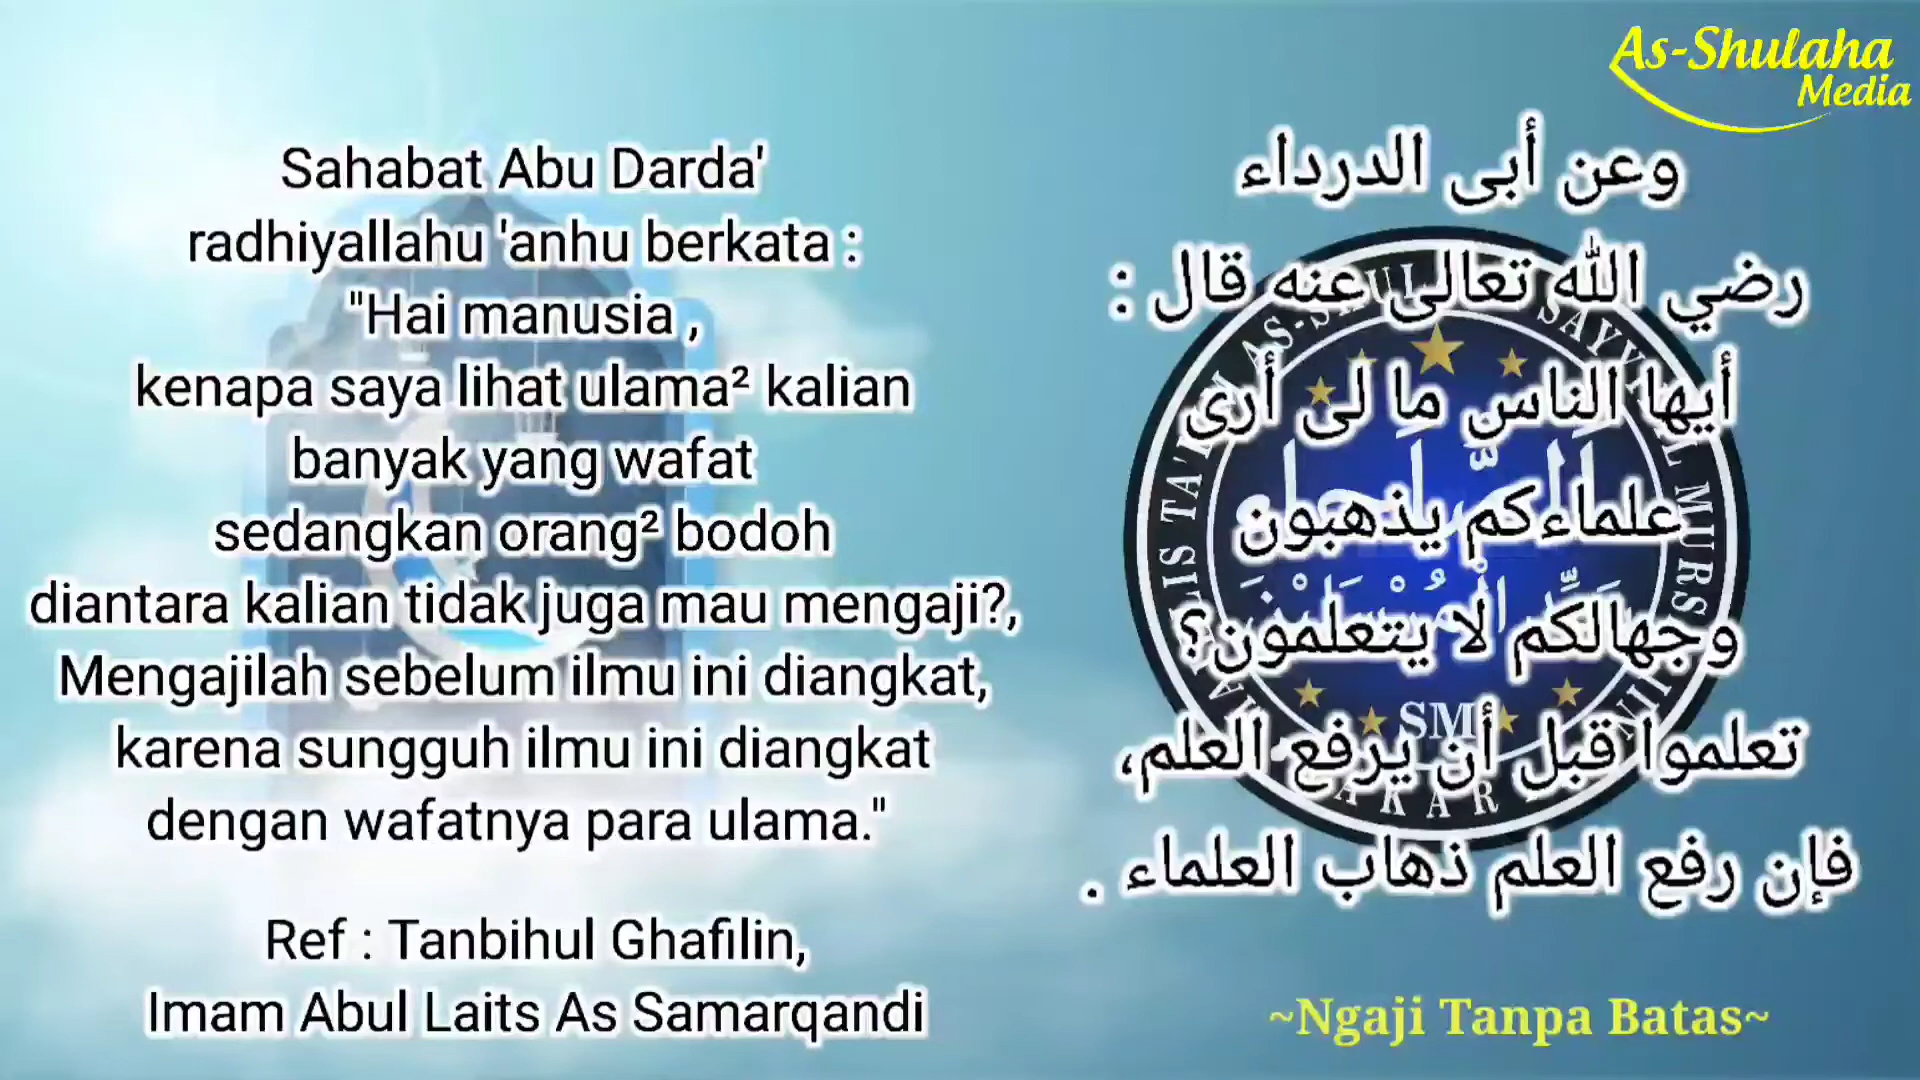 As-Shulaha
Media
Sahabat Abu Darda'
radhiyallahu 'anhu berkata :
"Hai manusia ,
kenapa saya lihat ulama² kalian
banyak yang wafat
sedangkan orang² bodoh
diantara kalian tidak juga mau mengaji?,
Mengajilah sebelum ilmu ini diangkat,
karena sungguh ilmu ini diangkat
dengan wafatnya para ulama."
Ref : Tanbihul Ghafilin,
Imam Abul Laits As Samarqandi
وعن أبى الدرداء
رضي الله تعالى عنه قال :
أيها الناس ما لى أرى
علماءكم يذهبون
وجهالكم لا يتعلمون؟
تعلموا قبل أن يرفع العلم،
فإن رفع العلم ذهاب العلماء .
SM
~Ngaji Tanpa Batas~